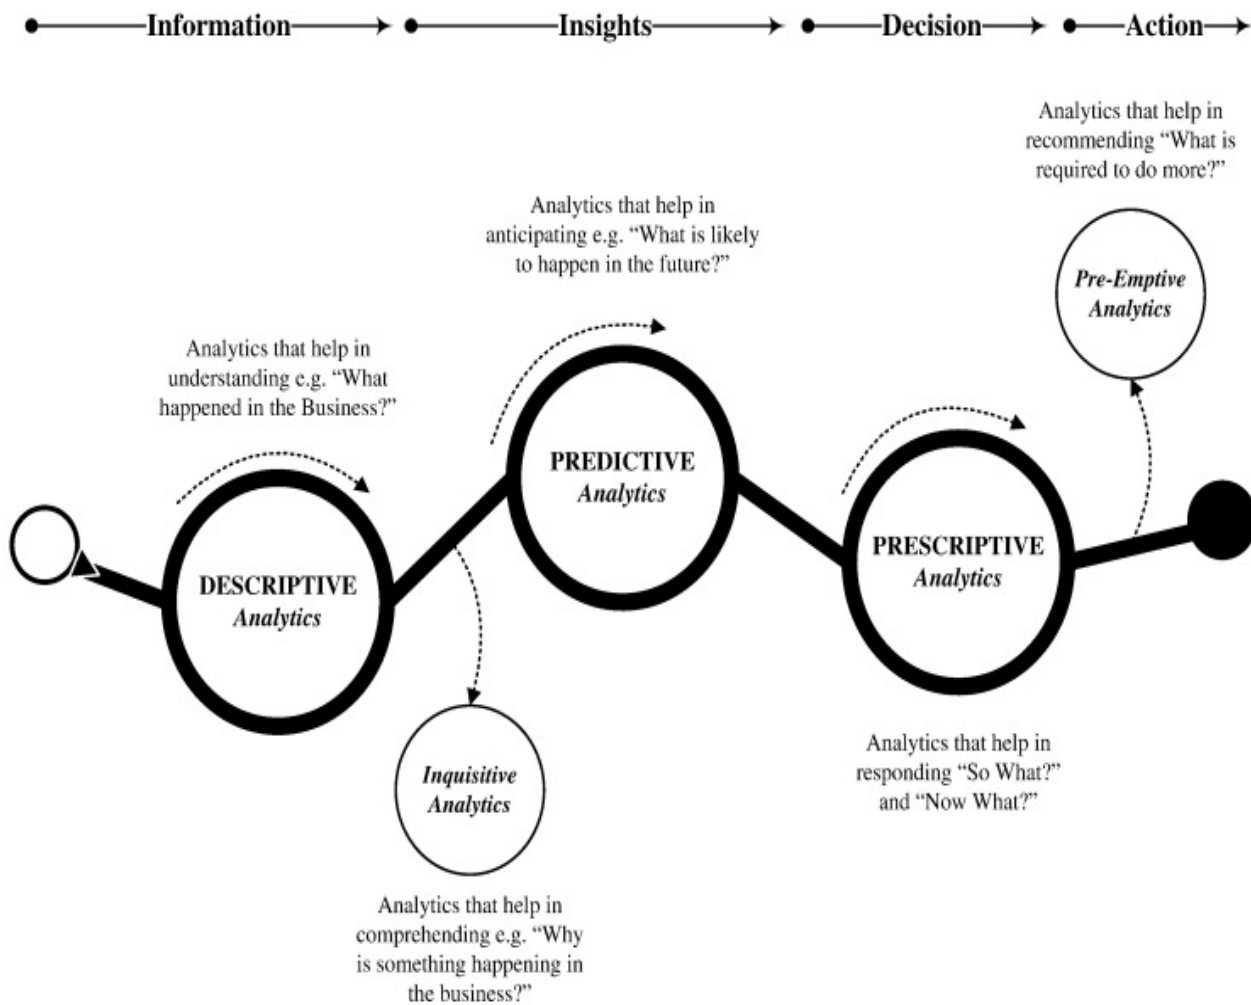 Information
Insights
Decision
Action
Analytics that help in
recommending “What is
required to do more?”
Pre-Emptive
Analytics
Analytics that help in
anticipating e.g. “What is likely
to happen in the future?”
Analytics that help in
understanding e.g. “What
happened in the Business?”
PREDICTIVE
Analytics
PRESCRIPTIVE
Analytics
DESCRIPTIVE
Analytics
Inquisitive
Analytics
Analytics that help in
responding “So What?”
and “Now What?”
Analytics that help in
comprehending e.g. “Why
is something happening in
the business?”